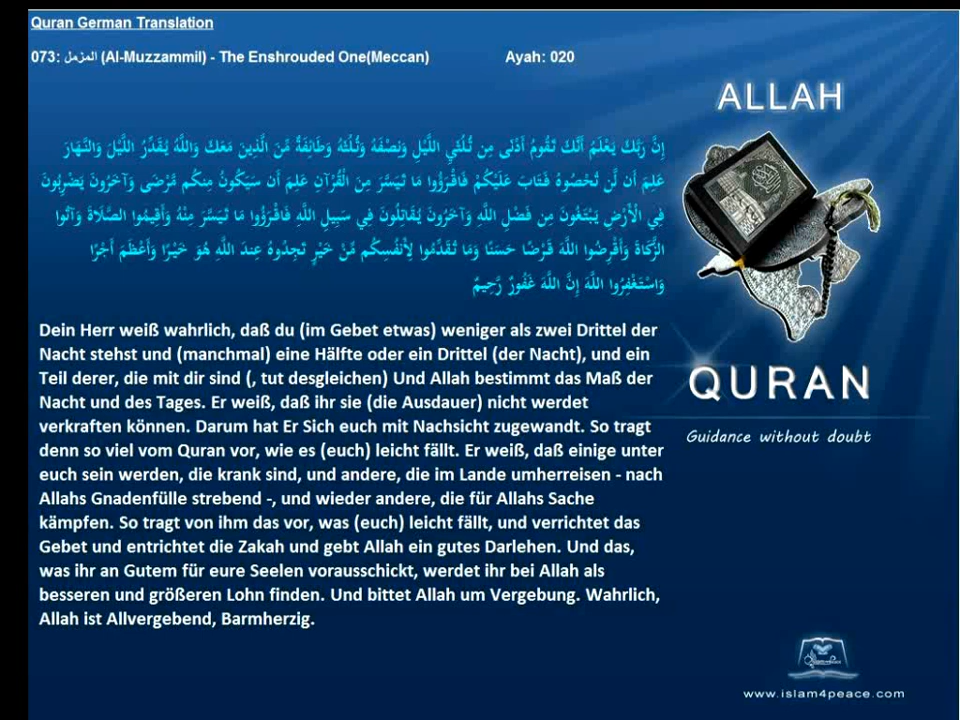 Quran German Translation
073: المزمل (Al-Muzzammil) - The Enshrouded One(Meccan) Ayah: 020
إِنَّ رَبَّكَ يَعْلَمُ أَنَّكَ تَقُومُ أَدْنَى مِن ثُلُثَيِ اللَّيْلِ وَنِصْفَهُ وَثُلُثَهُ وَطَائِفَةٌ مِّنَ الَّذِينَ مَعَكَ وَاللَّهُ يُقَدِّرُ اللَّيْلَ وَالنَّهَارَ
عَلِمَ أَن لَّن تُحْصُوهُ فَتَابَ عَلَيْكُمْ فَاقْرَؤُوا مَا تَيَسَّرَ مِنَ الْقُرْآنِ عَلِمَ أَن سَيَكُونُ مِنكُم مَّرْضَى وَآخَرُونَ يَضْرِبُونَ
فِي الْأَرْضِ يَبْتَغُونَ مِن فَضْلِ اللَّهِ وَآخَرُونَ يُقَاتِلُونَ فِي سَبِيلِ اللَّهِ فَاقْرَؤُوا مَا تَيَسَّرَ مِنْهُ وَأَقِيمُوا الصَّلَاةَ وَآتُوا
الزَّكَاةَ وَأَقْرِضُوا اللَّهَ قَرْضًا حَسَنًا وَمَا تُقَدِّمُوا لِأَنفُسِكُم مِّنْ خَيْرٍ تَجِدُوهُ عِندَ اللَّهِ هُوَ خَيْرًا وَأَعْظَمَ أَجْرًا
وَاسْتَغْفِرُوا اللَّهَ إِنَّ اللَّهَ غَفُورٌ رَّحِيمٌ
Dein Herr weiß wahrlich, daß du (im Gebet etwas) weniger als zwei Drittel der
Nacht stehst und (manchmal) eine Hälfte oder ein Drittel (der Nacht), und ein
Teil derer, die mit dir sind (, tut desgleichen) Und Allah bestimmt das Maß der
Nacht und des Tages. Er weiß, daß ihr sie (die Ausdauer) nicht werdet
verkraften können. Darum hat Er Sich euch mit Nachsicht zugewandt. So tragt
denn so viel vom Quran vor, wie es (euch) leicht fällt. Er weiß, daß einige unter
euch sein werden, die krank sind, und andere, die im Lande umherreisen - nach
Allahs Gnadenfülle strebend -, und wieder andere, die für Allahs Sache
kämpfen. So tragt von ihm das vor, was (euch) leicht fällt, und verrichtet das
Gebet und entrichtet die Zakah und gebt Allah ein gutes Darlehen. Und das,
was ihr an Gutem für eure Seelen vorausschickt, werdet ihr bei Allah als
besseren und größeren Lohn finden. Und bittet Allah um Vergebung. Wahrlich,
Allah ist Allvergebend, Barmherzig.
ALLAH
QURAN
Guidance without doubt
www.islam4peace.com